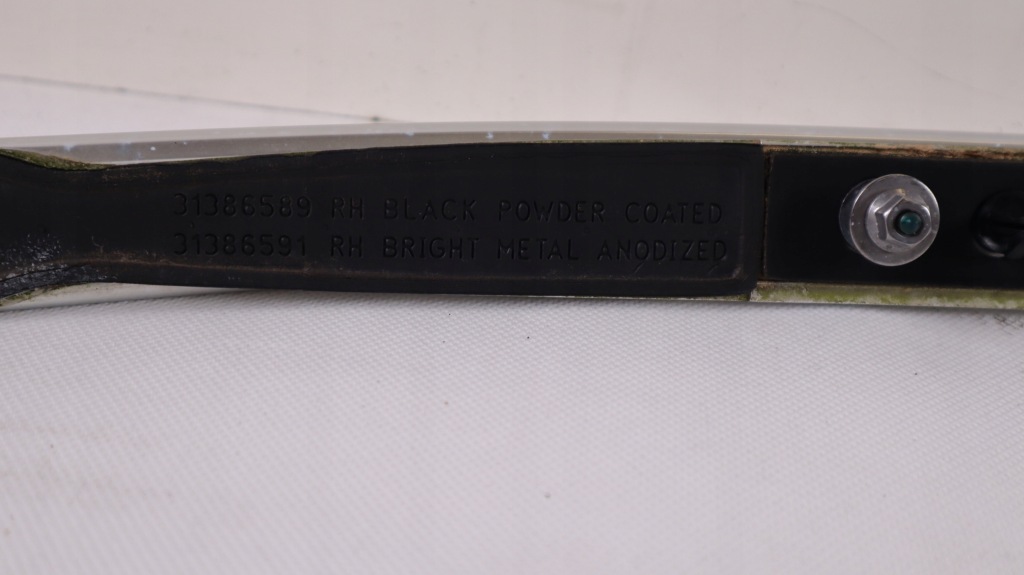 31386589 RH BLACK POWDER COATED
31386591 RH BRIGHT METAL ANODIZED